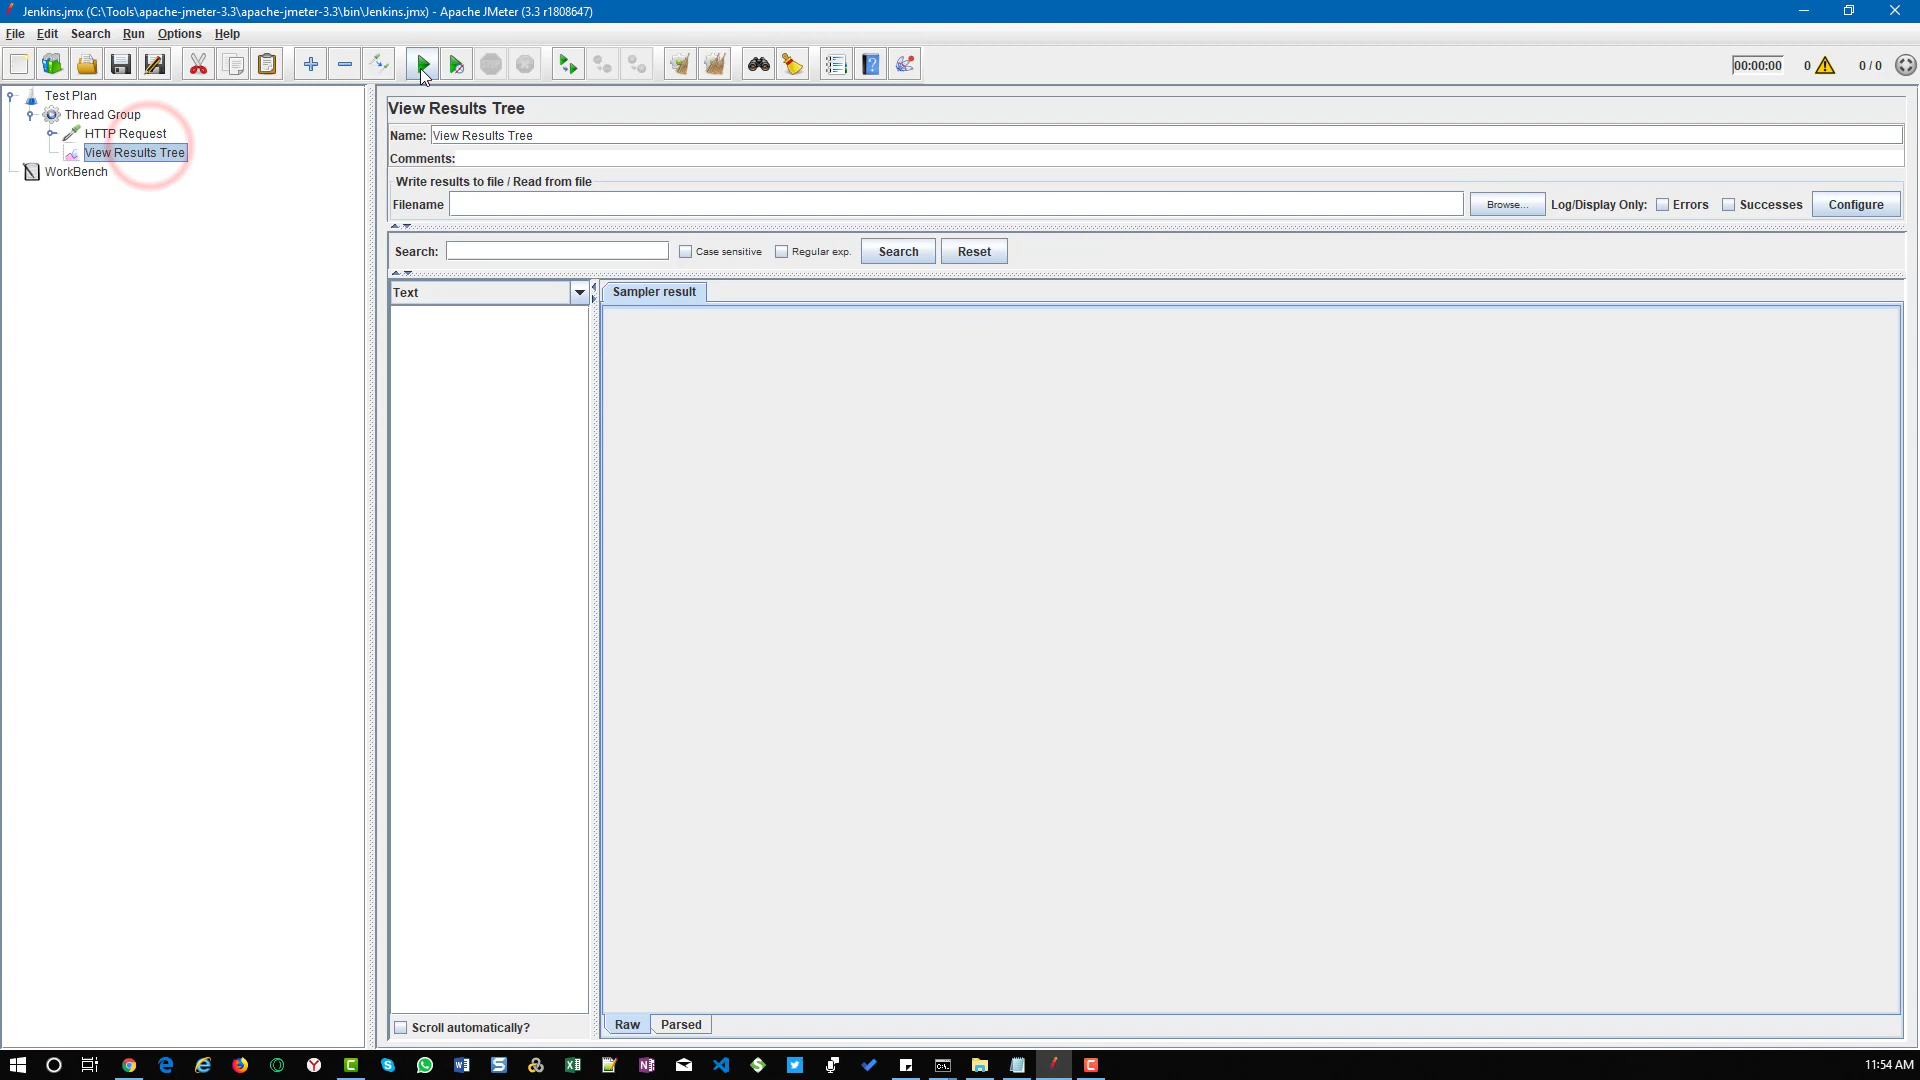 Jenkins.jmx (C:\Tools\apache-jmeter-3.3\apache-jmeter-3.3\bin\Jenkins.jmx) - Apache JMeter (3.3 r1808647)
File Edit Search Run Options Help
00:00:00 0 0 / 0
Test Plan
Thread Group
HTTP Request
View Results Tree
WorkBench
View Results Tree
Name: View Results Tree
Comments:
Write results to file / Read from file
Filename Browse... Log/Display Only: Errors Successes Configure
Search: Case sensitive Regular exp. Search Reset
Text
Sampler result
Scroll automatically?
Raw Parsed
11:54 AM